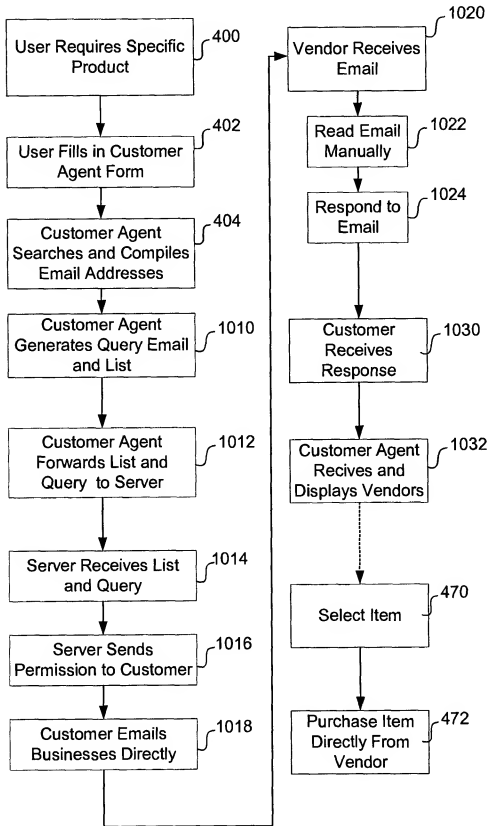 User Requires Specific
Product
400
User Fills in Customer
Agent Form
402
Customer Agent
Searches and Compiles
Email Addresses
404
Customer Agent
Generates Query Email
and List
1010
Customer Agent
Forwards List and
Query to Server
1012
Server Receives List
and Query
1014
Server Sends
Permission to Customer
1016
Customer Emails
Businesses Directly
1018
Vendor Receives
Email
1020
Read Email
Manually
1022
Respond to
Email
1024
Customer
Receives
Response
1030
Customer Agent
Recives and
Displays Vendors
1032
Select Item
470
Purchase Item
Directly From
Vendor
472